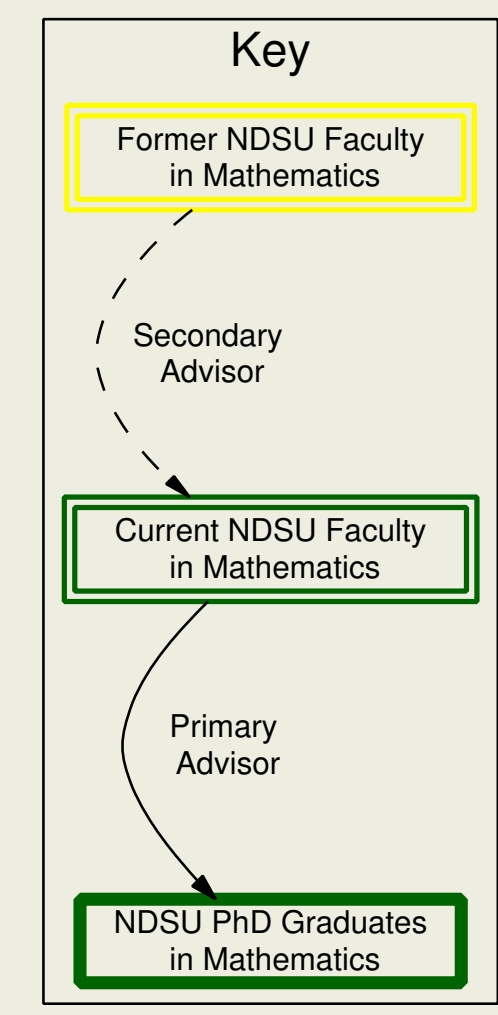 Key
Former NDSU Faculty
in Mathematics
Secondary
Advisor
Current NDSU Faculty
in Mathematics
Primary
Advisor
NDSU PhD Graduates
in Mathematics